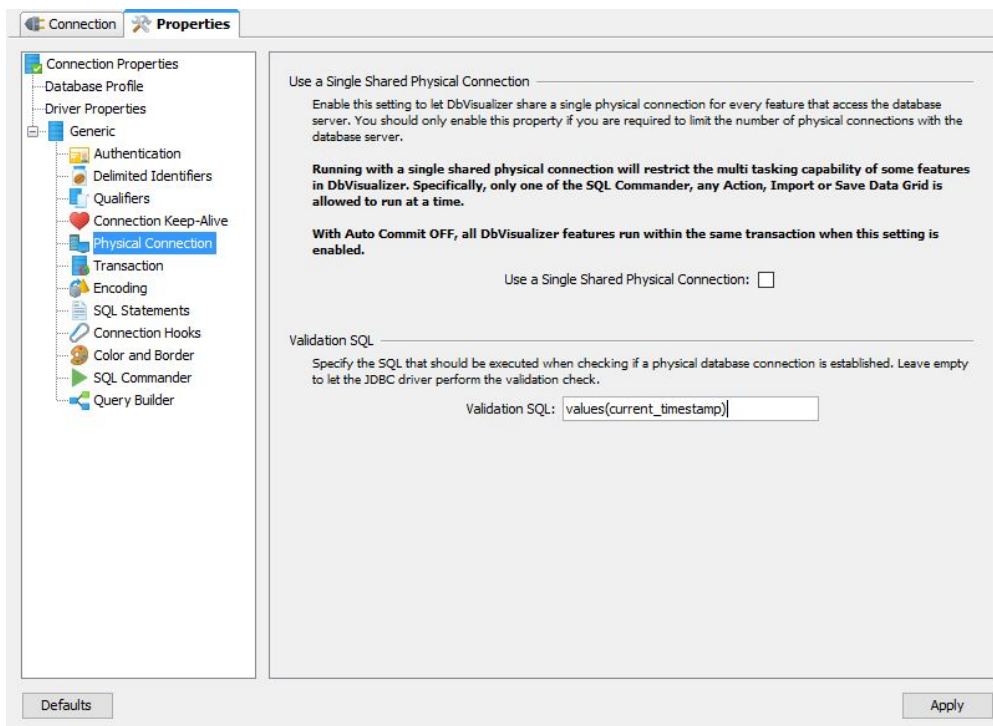 Connection
Properties
Connection Properties
Database Profile
Driver Properties
Generic
Authentication
Delimited Identifiers
Qualifiers
Connection Keep-Alive
Physical Connection
Transaction
Encoding
SQL Statements
Connection Hooks
Color and Border
SQL Commander
Query Builder
Use a Single Shared Physical Connection
Enable this setting to let DbVisualizer share a single physical connection for every feature that access the database
server. You should only enable this property if you are required to limit the number of physical connections with the
database server.
Running with a single shared physical connection will restrict the multi tasking capability of some features
in DbVisualizer. Specifically, only one of the SQL Commander, any Action, Import or Save Data Grid is
allowed to run at a time.
With Auto Commit OFF, all DbVisualizer features run within the same transaction when this setting is
enabled.
Use a Single Shared Physical Connection:
Validation SQL
Specify the SQL that should be executed when checking if a physical database connection is established. Leave empty
to let the JDBC driver perform the validation check.
Validation SQL: values(current_timestamp)
Defaults
Apply